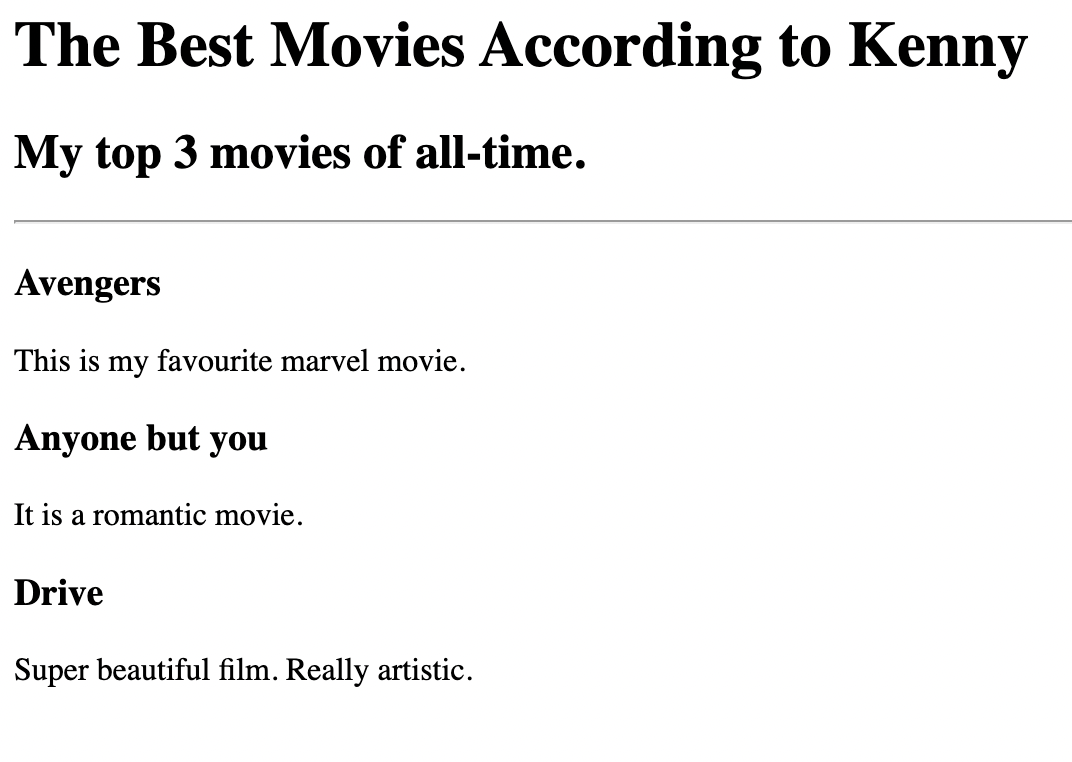 The Best Movies According to Kenny
My top 3 movies of all-time.
Avengers
This is my favourite marvel movie.
Anyone but you
It is a romantic movie.
Drive
Super beautiful film. Really artistic.